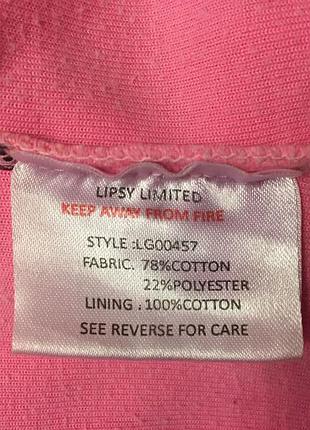 LIPSY LIMITED
KEEP AWAY FROM FIRE
STYLE :LG00457
FABRIC. 78%COTTON
22%POLYESTER
LINING : 100%COTTON
SEE REVERSE FOR CARE